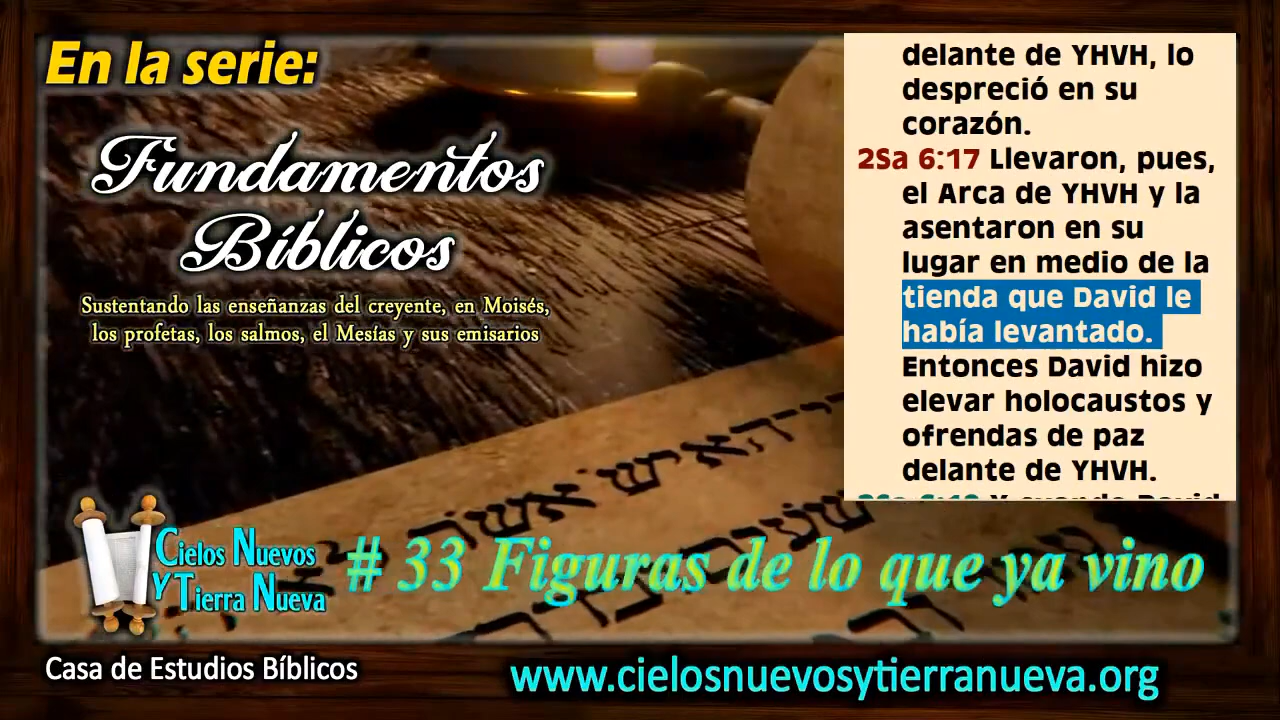 En la serie:
Fundamentos
Bíblicos
Sustentando las enseñanzas del creyente, en Moisés,
los profetas, los salmos, el Mesías y sus emisarios
delante de YHVH, lo
despreció en su
corazón.
2Sa 6:17 Llevaron, pues,
el Arca de YHVH y la
asentaron en su
lugar en medio de la
tienda que David le
había levantado.
Entonces David hizo
elevar holocaustos y
ofrendas de paz
delante de YHVH.
Cielos Nuevos
Y Tierra Nueva
# 33 Figuras de lo que ya vino
Casa de Estudios Bíblicos
www.cielosnuevosytierranueva.org